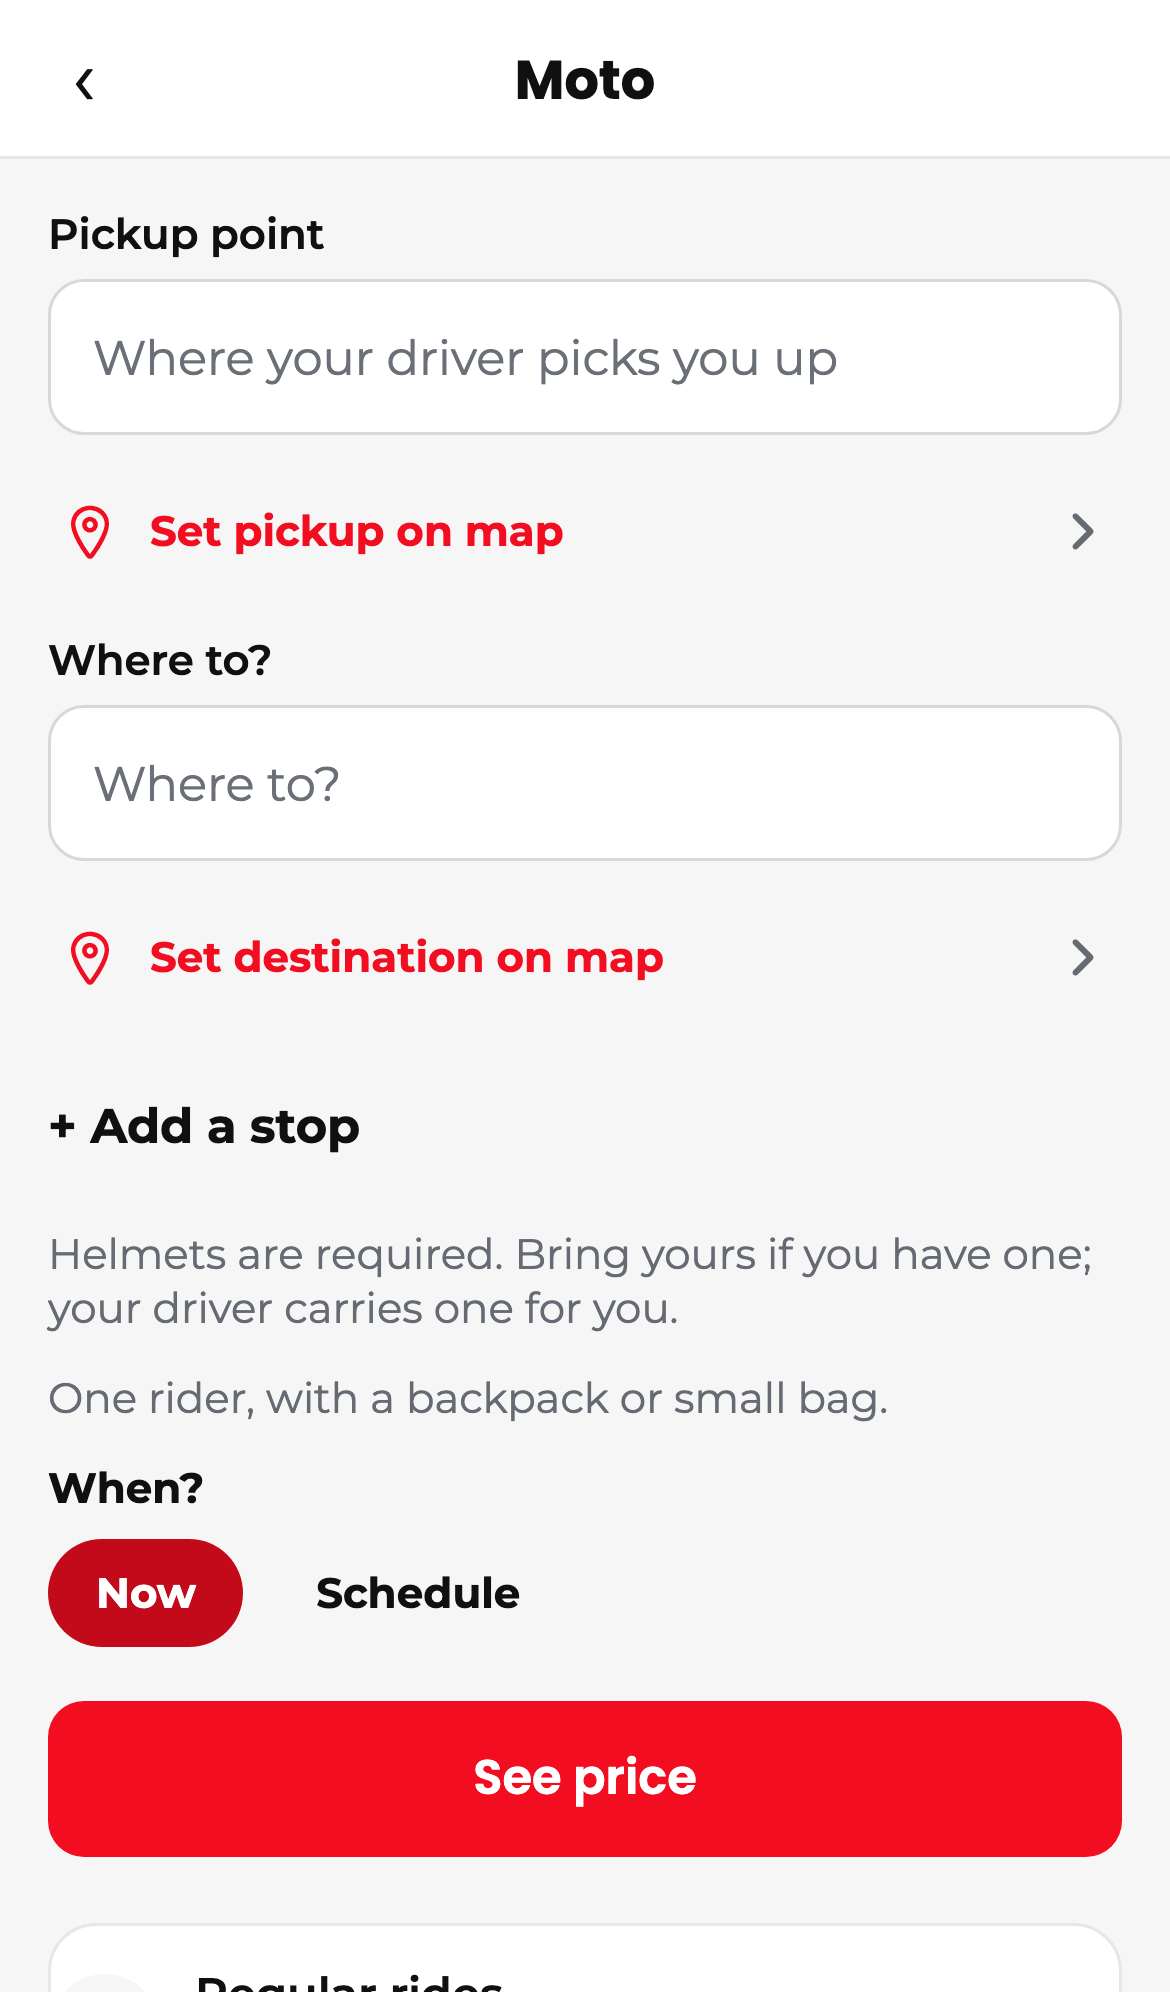 Moto
Pickup point
Where your driver picks you up
Set pickup on map
Where to?
Where to?
Set destination on map
+ Add a stop
Helmets are required. Bring yours if you have one;
your driver carries one for you.
One rider, with a backpack or small bag.
When?
Now
Schedule
See price
Regular rides